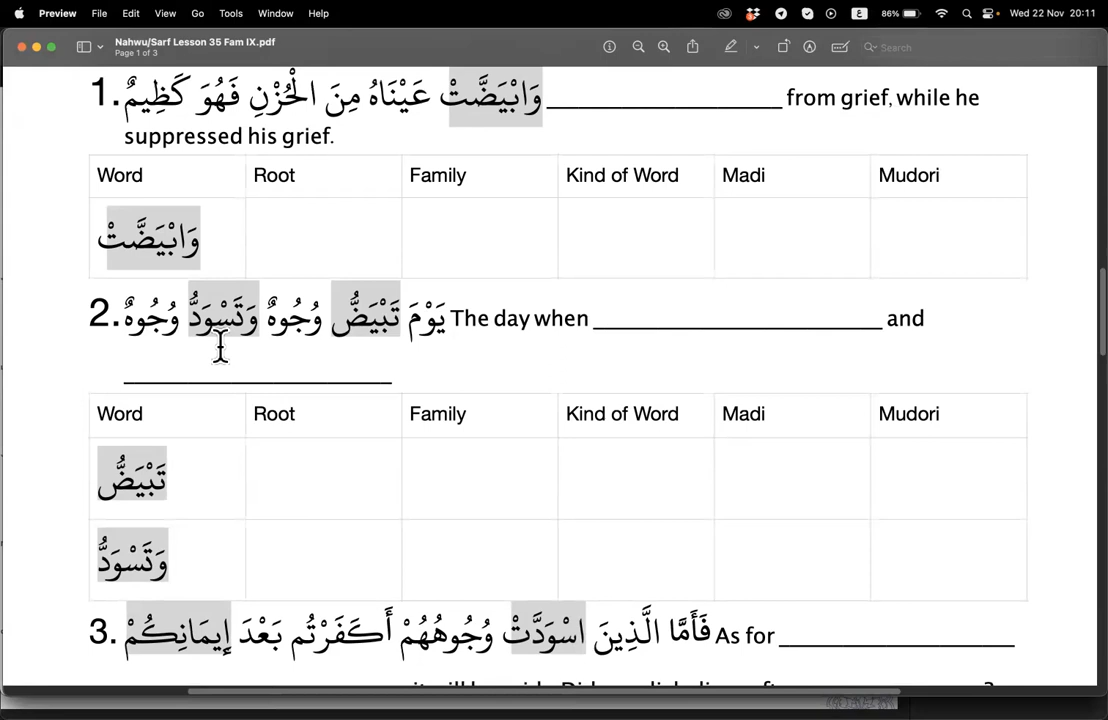 Preview File Edit View Go Tools Window Help ع 86% Wed 22 Nov 20:11
Nahwu/Sarf Lesson 35 Fam IX.pdf
Page 1 of 3
Search
1. وَابْيَضَّتْ عَيْنَاهُ مِنَ الْحُزْنِ فَهُوَ كَظِيمٌ ____________________ from grief, while he
suppressed his grief.
Word Root Family Kind of Word Madi Mudori
وَابْيَضَّتْ
2. يَوْمَ تَبْيَضُّ وُجُوهٌ وَتَسْوَدُّ وُجُوهٌ The day when _________________________ and
_______________________
Word Root Family Kind of Word Madi Mudori
تَبْيَضُّ
وَتَسْوَدُّ
3. فَأَمَّا الَّذِينَ اسْوَدَّتْ وُجُوهُهُمْ أَكَفَرْتُم بَعْدَ إِيمَانِكُمْ As for ____________________